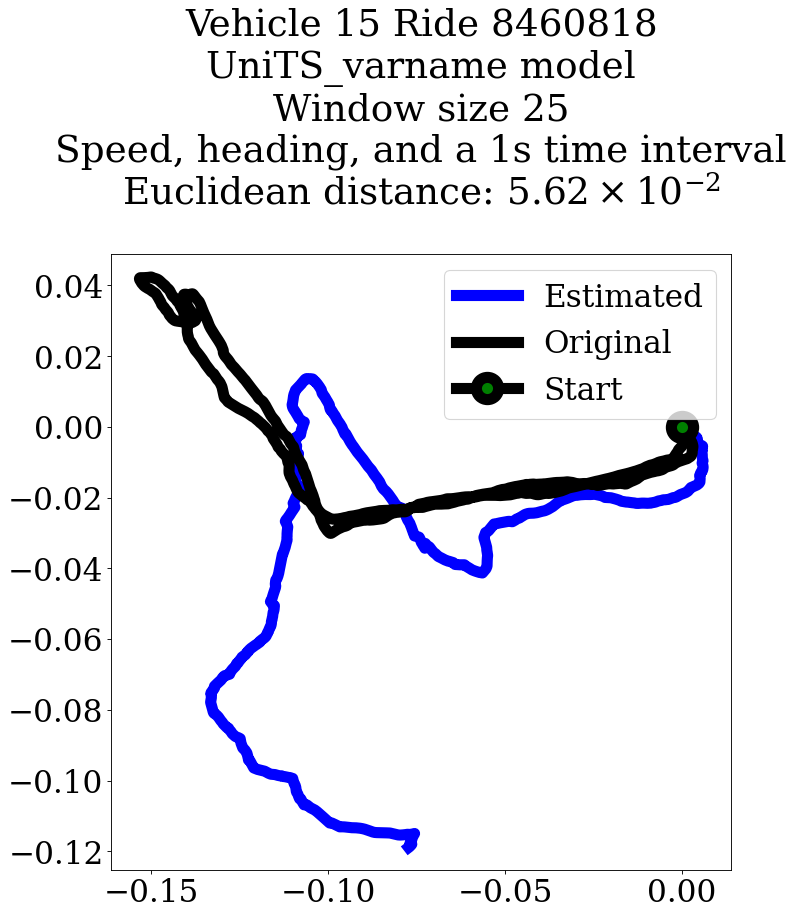 Vehicle 15 Ride 8460818
UniTS_varname model
Window size 25
Speed, heading, and a 1s time interval
Euclidean distance: 5.62 × 10⁻²
Estimated
Original
Start
0.04
0.02
0.00
−0.02
−0.04
−0.06
−0.08
−0.10
−0.12
−0.15 −0.10 −0.05 0.00